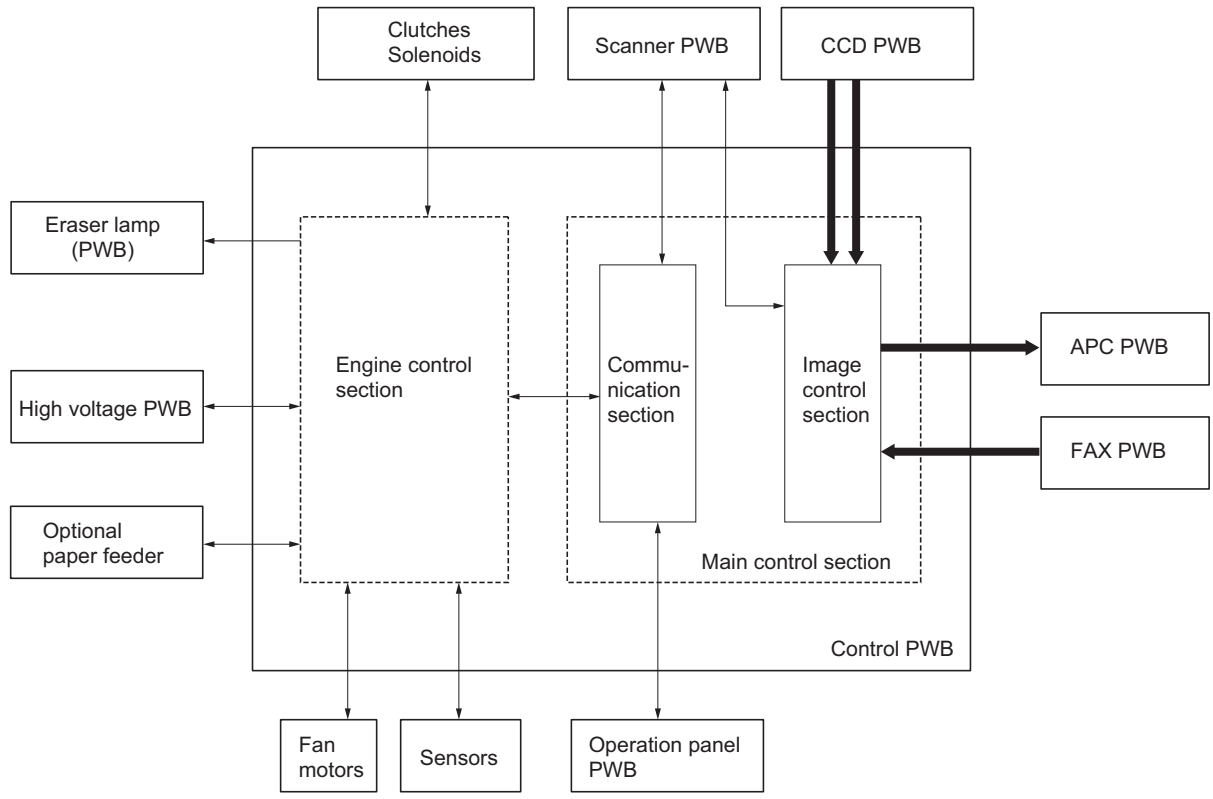 Clutches
Solenoids
Scanner PWB
CCD PWB
Eraser lamp
(PWB)
High voltage PWB
Optional
paper feeder
Engine control
section
Commu-
nication
section
Image
control
section
Main control section
APC PWB
FAX PWB
Control PWB
Fan
motors
Sensors
Operation panel
PWB